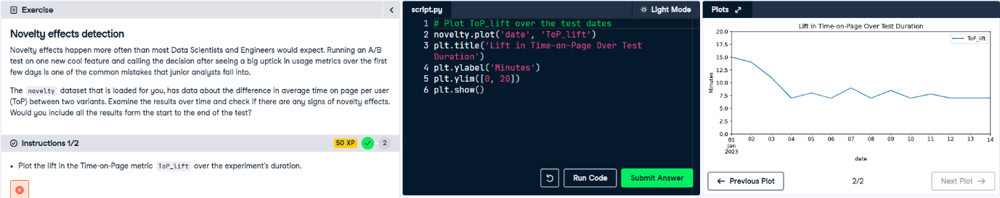 Exercise
Novelty effects detection
Novelty effects happen more often than most Data Scientists and Engineers would expect. Running an A/B
test on one new cool feature and calling the decision after seeing a big uptick in usage metrics over the first
few days is one of the common mistakes that junior analysts fall into.
The novelty dataset that is loaded for you, has data about the difference in average time on page per user
(ToP) between two variants. Examine the results over time and check if there are any signs of novelty effects.
Would you include all the results form the start to the end of the test?
Instructions 1/2
50 XP
2
Plot the lift in the Time-on-Page metric ToP_lift over the experiment's duration.
script.py
Light Mode
1 # Plot ToP_lift over the test dates
2 novelty.plot('date', 'ToP_lift')
3 plt.title('Lift in Time-on-Page Over Test
Duration')
4 plt.ylabel('Minutes')
5 plt.ylim([0, 20])
6 plt.show()
Run Code
Submit Answer
Plots
Lift in Time-on-Page Over Test Duration
20.0
17.5
15.0
12.5
10.0
7.5
5.0
2.5
0.0
Minutes
ToP_lift
01 02 03 04 05 06 07 08 09 10 11 12 13 14
Jan
2023
date
Previous Plot
2/2
Next Plot